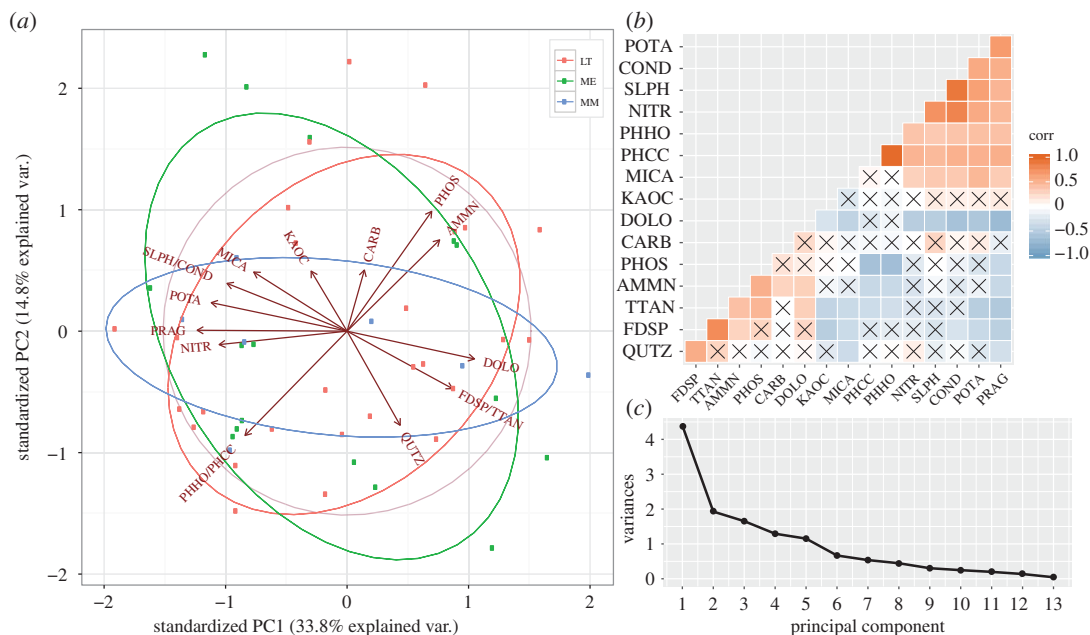 (a)
standardized PC2 (14.8% explained var.)
2
1
0
−1
−2
LT
ME
MM
PHOS
AMMN
CARB
KAOC
MICA
SLPH/COND
POTA
PRAG
NITR
DOLO
FDSP/TTAN
QUTZ
PHHO/PHCC
−2 −1 0 1 2
standardized PC1 (33.8% explained var.)
(b)
POTA
COND
SLPH
NITR
PHHO
PHCC
MICA
KAOC
DOLO
CARB
PHOS
AMMN
TTAN
FDSP
QUTZ
FDSP TTAN AMMN PHOS CARB DOLO KAOC MICA PHCC PHHO NITR SLPH COND POTA PRAG
corr
1.0
0.5
0
−0.5
−1.0
(c)
variances
4
3
2
1
0
1 2 3 4 5 6 7 8 9 10 11 12 13
principal component